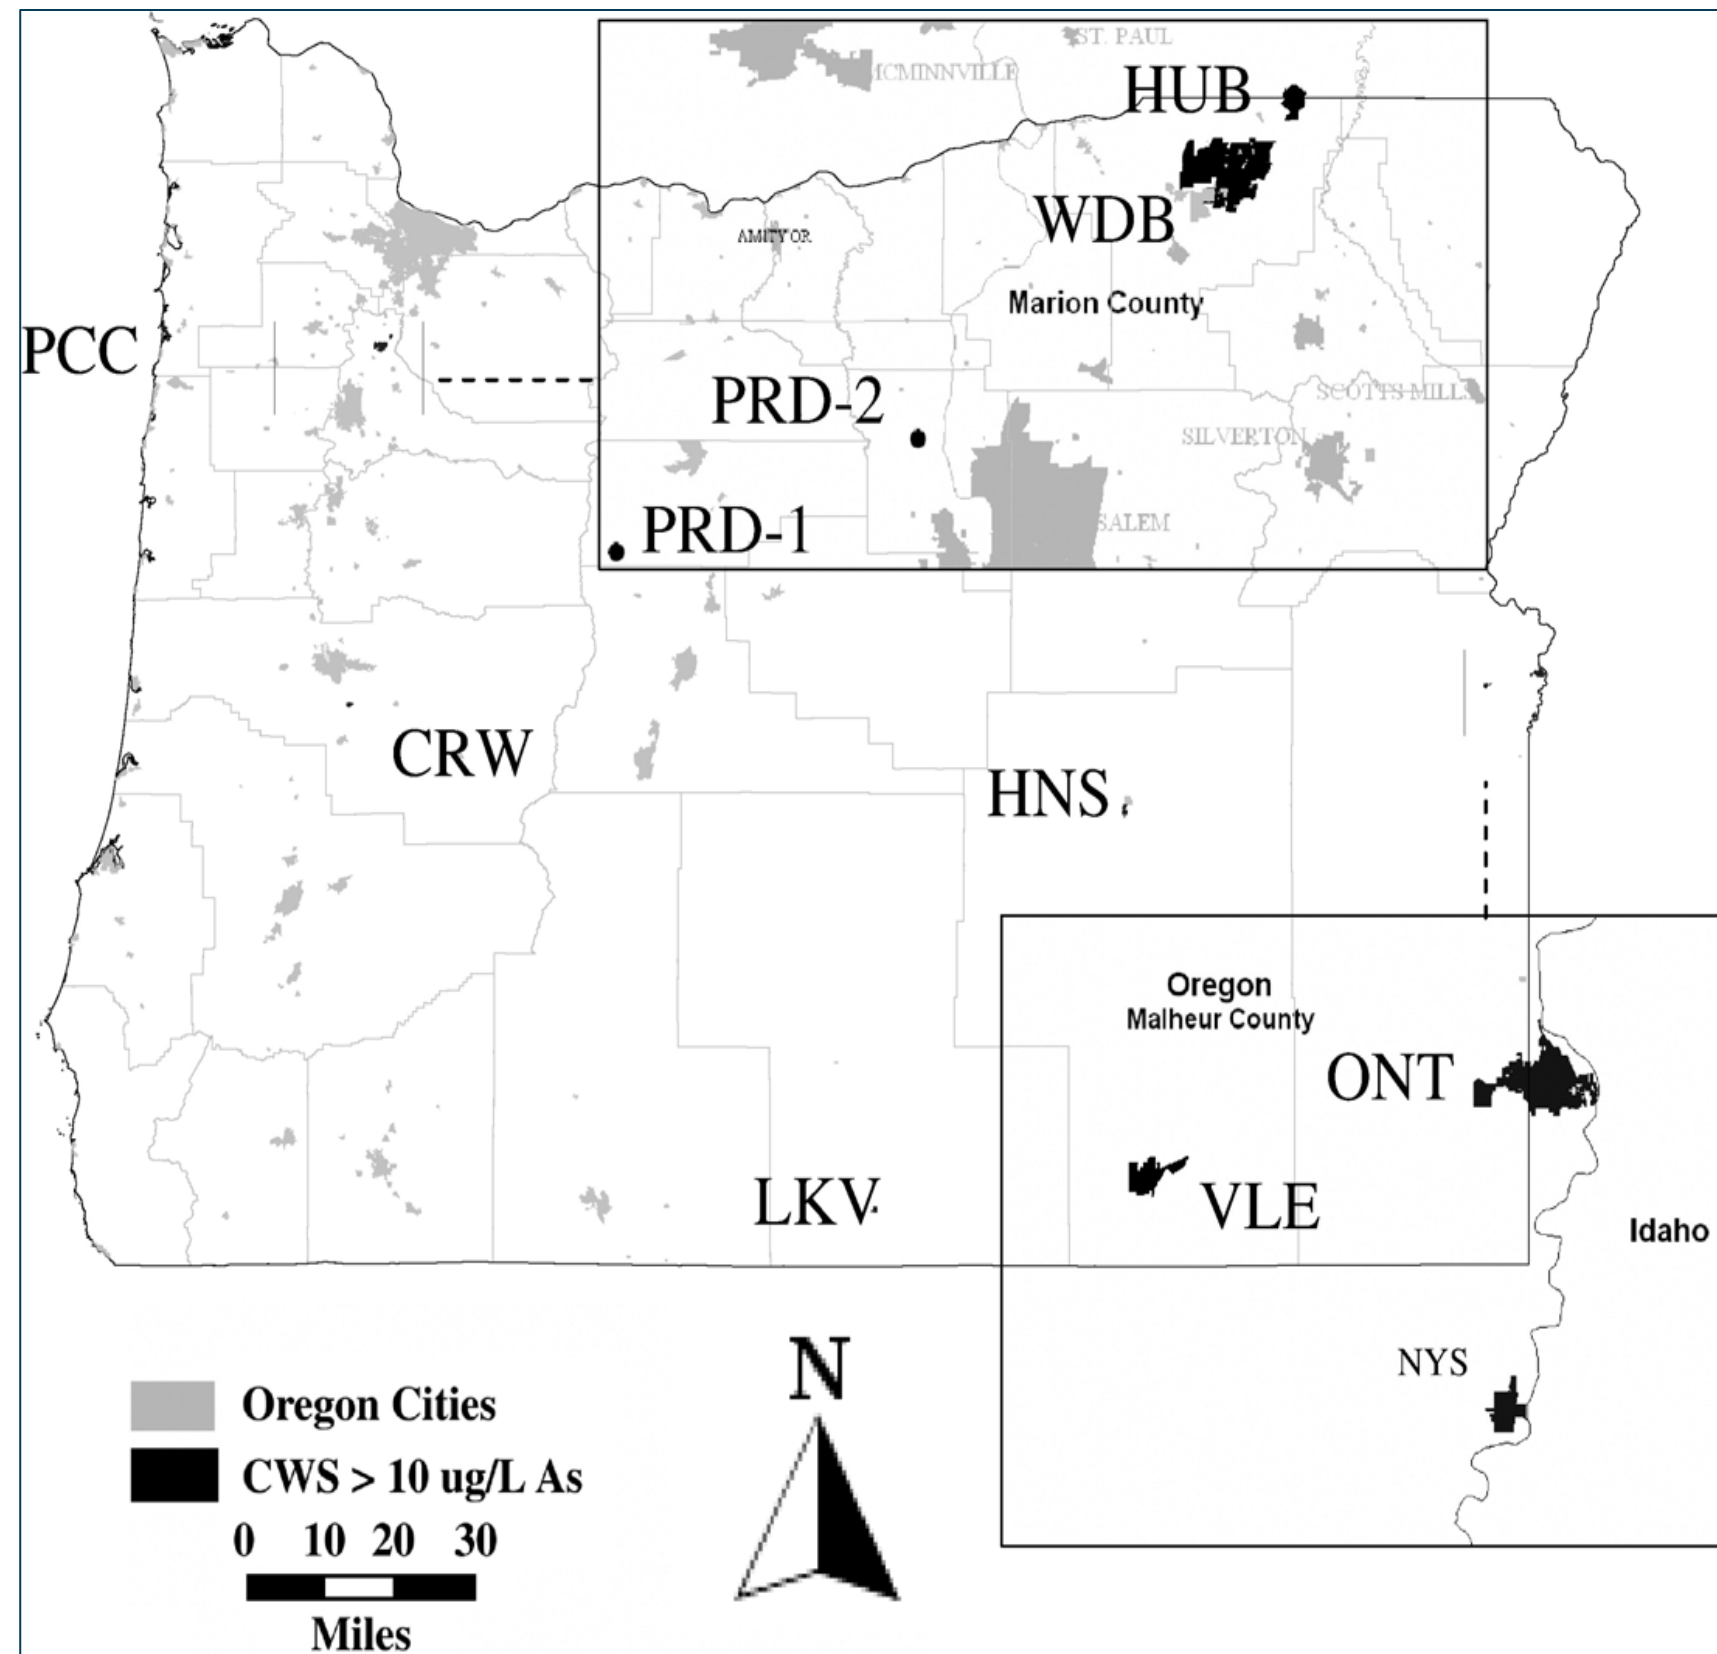 ST. PAUL
MCMINNVILLE
HUB
WDB
AMITY OR
Marion County
PCC
PRD-2
SCOTTS MILLS
SILVERTON
PRD-1
SALEM
CRW
HNS
Oregon
Malheur County
ONT
LKV
VLE
Idaho
NYS
N
Oregon Cities
CWS > 10 ug/L As
0 10 20 30
Miles